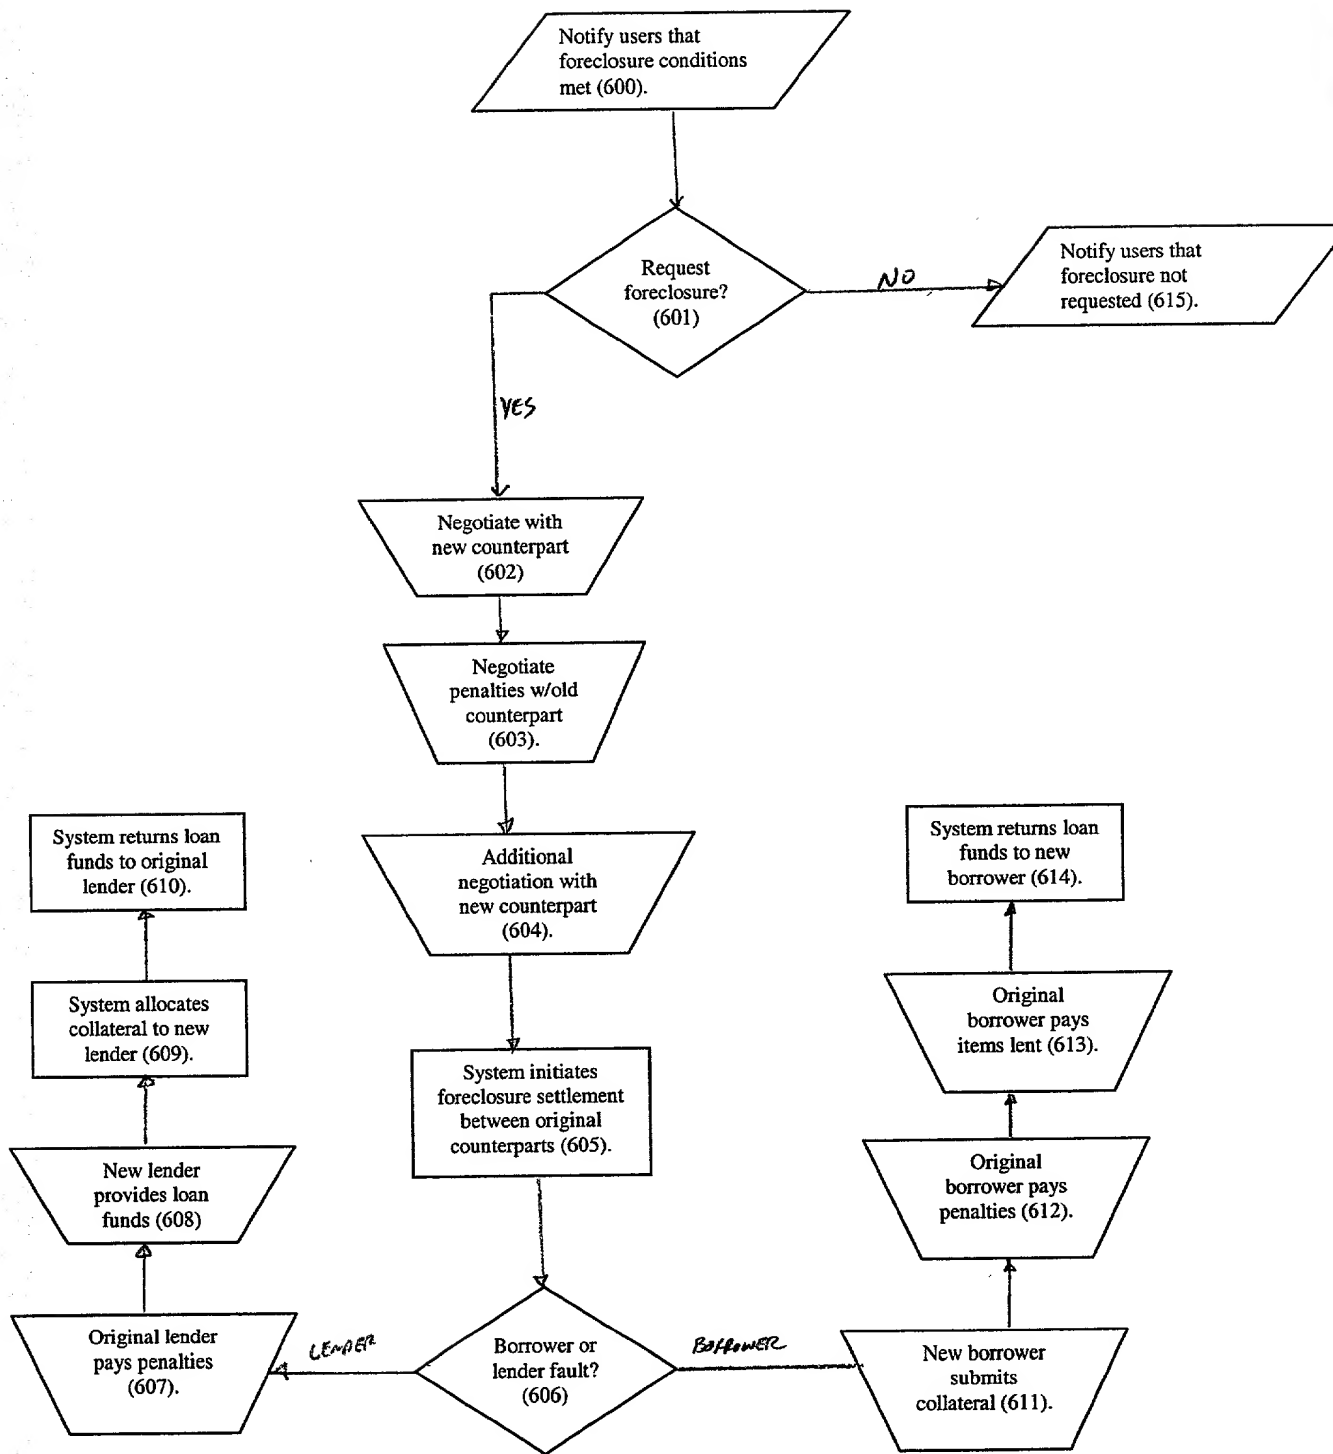 Notify users that
foreclosure conditions
met (600).
Request
foreclosure?
(601)
NO
Notify users that
foreclosure not
requested (615).
YES
Negotiate with
new counterpart
(602)
Negotiate
penalties w/old
counterpart
(603).
Additional
negotiation with
new counterpart
(604).
System initiates
foreclosure settlement
between original
counterparts (605).
Borrower or
lender fault?
(606)
LENDER
Original lender
pays penalties
(607).
New lender
provides loan
funds (608)
System allocates
collateral to new
lender (609).
System returns loan
funds to original
lender (610).
BORROWER
New borrower
submits
collateral (611).
Original
borrower pays
penalties (612).
Original
borrower pays
items lent (613).
System returns loan
funds to new
borrower (614).